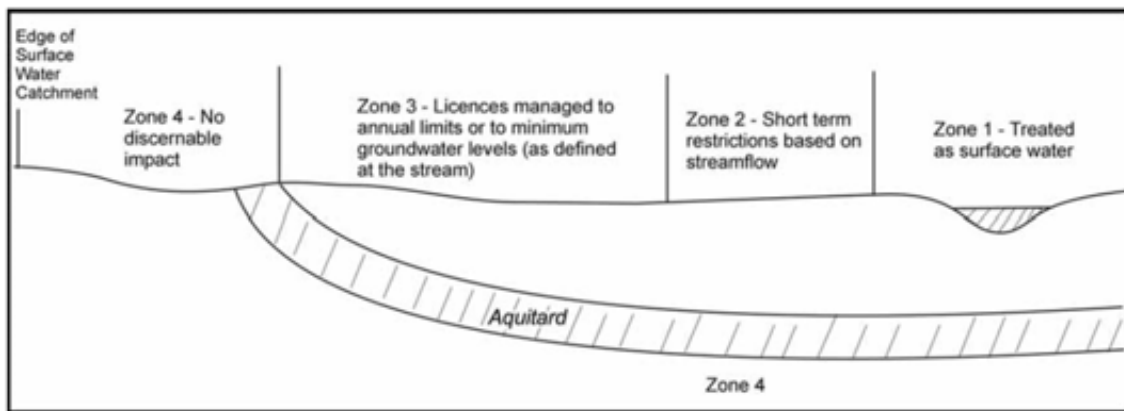 Edge of
Surface
Water
Catchment
Zone 4 - No
discernable
impact
Zone 3 - Licences managed to
annual limits or to minimum
groundwater levels (as defined
at the stream)
Zone 2 - Short term
restrictions based on
streamflow
Zone 1 - Treated
as surface water
Aquitard
Zone 4